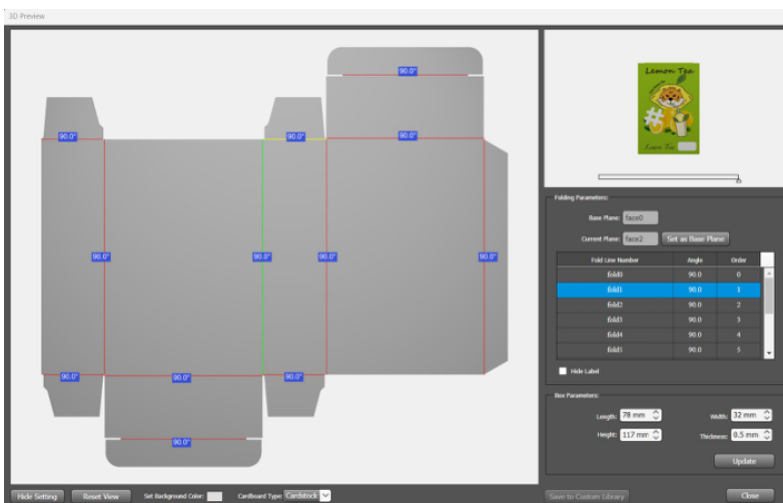 3D Preview
90.0°
90.0°
90.0°
90.0°
90.0°
90.0°
90.0°
90.0°
90.0°
90.0°
90.0°
90.0°
Lemon Tea
Lemon Tea
Folding Parameters:
Base Plane: face0
Current Plane: face2 Set as Base Plane
Fold Line Number Angle Order
fold0 90.0 0
fold1 90.0 1
fold2 90.0 2
fold3 90.0 3
fold4 90.0 4
fold5 90.0 5
Hide Label
Box Parameters:
Length: 78 mm Width: 32 mm
Height: 117 mm Thickness: 0.5 mm
Update
Hide Setting Reset View Set Background Color: Cardboard Type: Cardstock Save to Custom Library Close